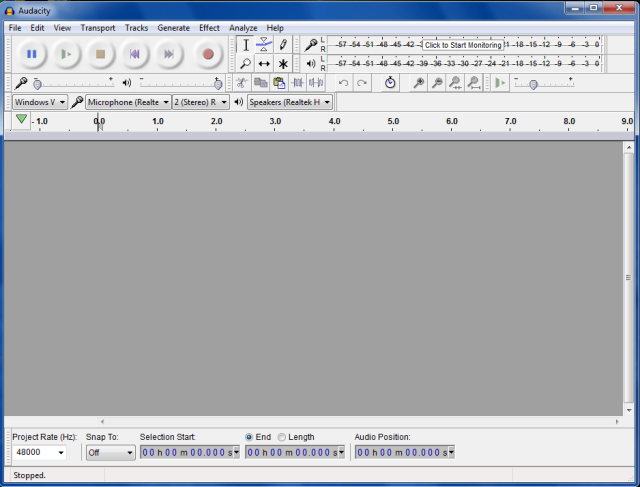 Audacity
File Edit View Transport Tracks Generate Effect Analyze Help
L
R
-57 -54 -51 -48 -45 -42 Click to Start Monitoring -18 -15 -12 -9 -6 -3 0
L
R
-57 -54 -51 -48 -45 -42 -39 -36 -33 -30 -27 -24 -21 -18 -15 -12 -9 -6 -3 0
- + - +
- +
Windows V Microphone (Realte 2 (Stereo) R Speakers (Realtek H
- 1.0 0.0 1.0 2.0 3.0 4.0 5.0 6.0 7.0 8.0 9.0
Project Rate (Hz): Snap To: Selection Start: End Length Audio Position:
48000 Off 00 h 00 m 00.000 s 00 h 00 m 00.000 s 00 h 00 m 00.000 s
Stopped.